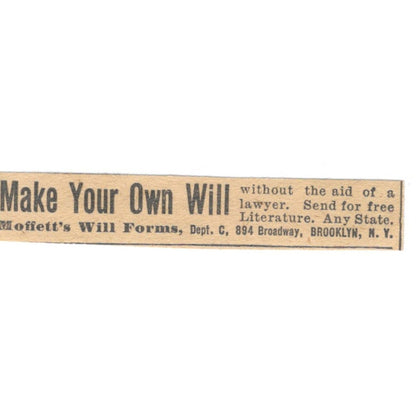 Make Your Own Will without the aid of a
lawyer. Send for free
Literature. Any State.
Moffett's Will Forms, Dept. C, 894 Broadway, BROOKLYN, N. Y.